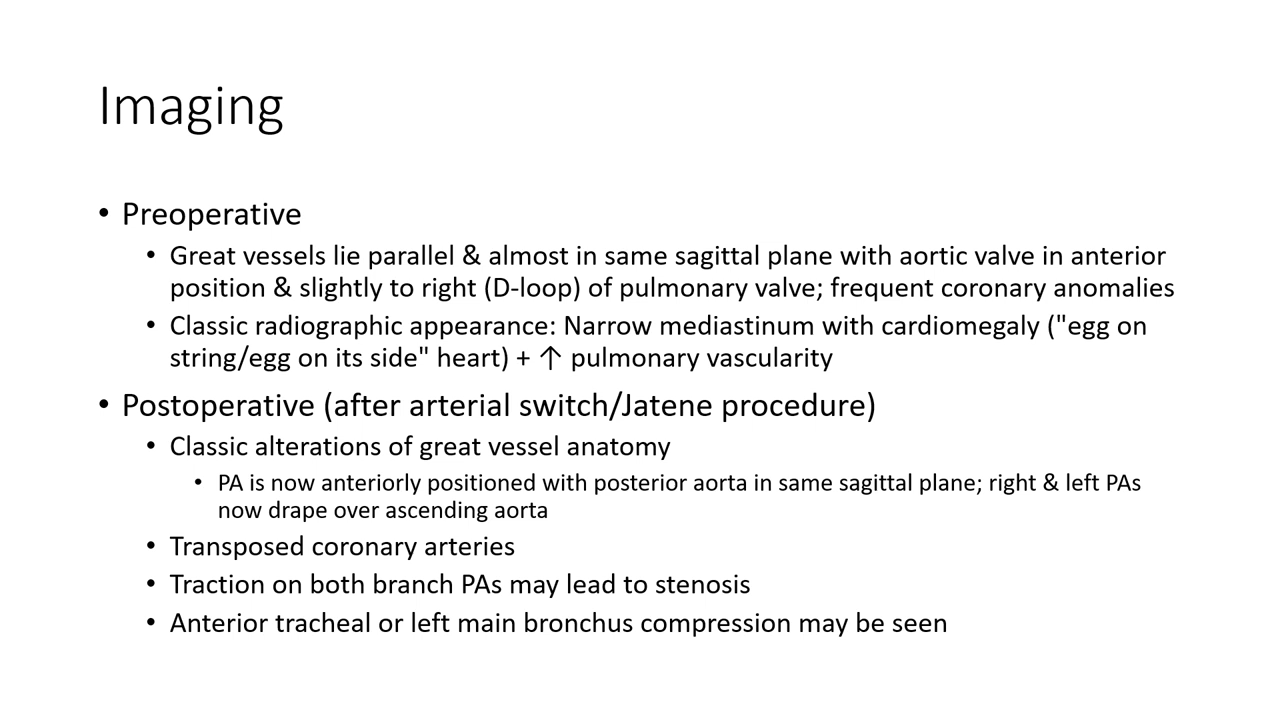 Imaging
• Preoperative
• Great vessels lie parallel & almost in same sagittal plane with aortic valve in anterior
position & slightly to right (D-loop) of pulmonary valve; frequent coronary anomalies
• Classic radiographic appearance: Narrow mediastinum with cardiomegaly ("egg on
string/egg on its side" heart) + ↑ pulmonary vascularity
• Postoperative (after arterial switch/Jatene procedure)
• Classic alterations of great vessel anatomy
• PA is now anteriorly positioned with posterior aorta in same sagittal plane; right & left PAs
now drape over ascending aorta
• Transposed coronary arteries
• Traction on both branch PAs may lead to stenosis
• Anterior tracheal or left main bronchus compression may be seen